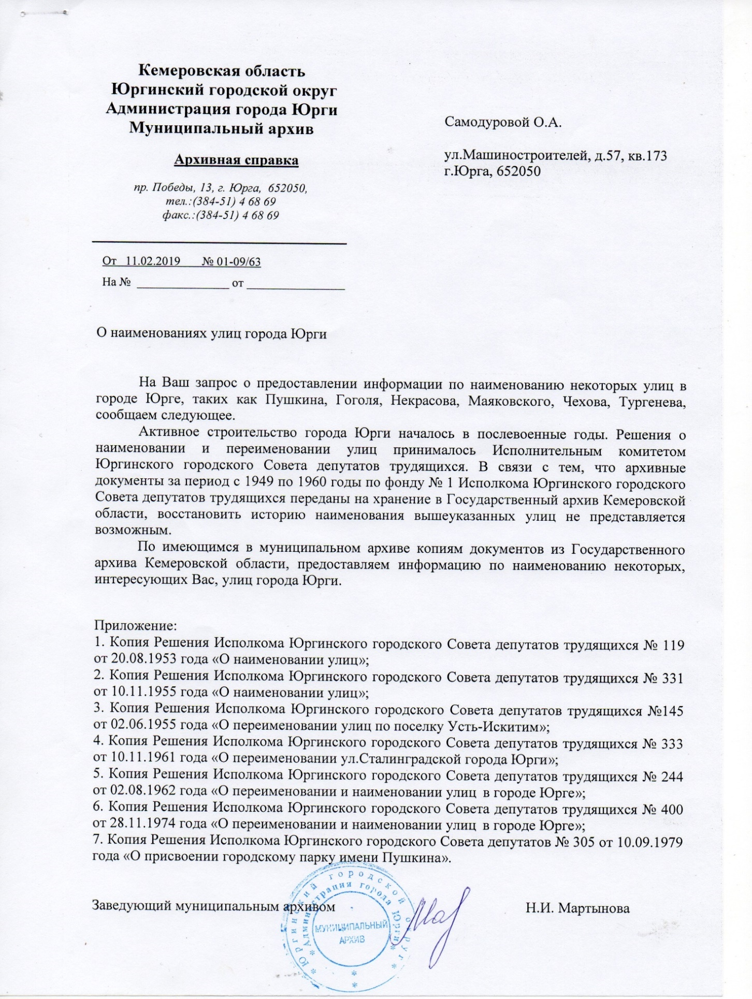 Кемеровская область
Юргинский городской округ
Администрация города Юрги
Муниципальный архив
Архивная справка
пр. Победы, 13, г. Юрга, 652050,
тел.:(384-51) 4 68 69
факс.:(384-51) 4 68 69
От 11.02.2019 № 01-09/63
На № ______________ от ______________
Самодуровой О.А.
ул.Машиностроителей, д.57, кв.173
г.Юрга, 652050
О наименованиях улиц города Юрги
На Ваш запрос о предоставлении информации по наименованию некоторых улиц в
городе Юрге, таких как Пушкина, Гоголя, Некрасова, Маяковского, Чехова, Тургенева,
сообщаем следующее.
Активное строительство города Юрги началось в послевоенные годы. Решения о
наименовании и переименовании улиц принималось Исполнительным комитетом
Юргинского городского Совета депутатов трудящихся. В связи с тем, что архивные
документы за период с 1949 по 1960 годы по фонду № 1 Исполкома Юргинского городского
Совета депутатов трудящихся переданы на хранение в Государственный архив Кемеровской
области, восстановить историю наименования вышеуказанных улиц не представляется
возможным.
По имеющимся в муниципальном архиве копиям документов из Государственного
архива Кемеровской области, предоставляем информацию по наименованию некоторых,
интересующих Вас, улиц города Юрги.
Приложение:
1. Копия Решения Исполкома Юргинского городского Совета депутатов трудящихся № 119
от 20.08.1953 года «О наименовании улиц»;
2. Копия Решения Исполкома Юргинского городского Совета депутатов трудящихся № 331
от 10.11.1955 года «О наименовании улиц»;
3. Копия Решения Исполкома Юргинского городского Совета депутатов трудящихся №145
от 02.06.1955 года «О переименовании улиц по поселку Усть-Искитим»;
4. Копия Решения Исполкома Юргинского городского Совета депутатов трудящихся № 333
от 10.11.1961 года «О переименовании ул.Сталинградской города Юрги»;
5. Копия Решения Исполкома Юргинского городского Совета депутатов трудящихся № 244
от 02.08.1962 года «О переименовании и наименовании улиц в городе Юрге»;
6. Копия Решения Исполкома Юргинского городского Совета депутатов трудящихся № 400
от 28.11.1974 года «О переименовании и наименовании улиц в городе Юрге»;
7. Копия Решения Исполкома Юргинского городского Совета депутатов № 305 от 10.09.1979
года «О присвоении городскому парку имени Пушкина».
Заведующий муниципальным архивом Н.И. Мартынова
* Юргинский городской округ *
* Администрация города Юрги *
МУНИЦИПАЛЬНЫЙ
АРХИВ